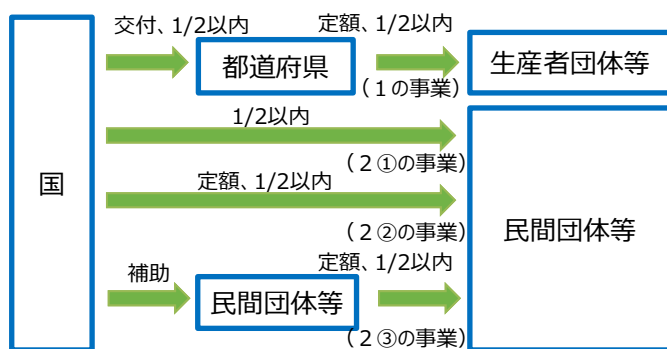 交付、1/2以内
定額、1/2以内
都道府県
生産者団体等
（１の事業）
1/2以内
（２①の事業）
国
定額、1/2以内
民間団体等
（２②の事業）
補助
定額、1/2以内
民間団体等
（２③の事業）